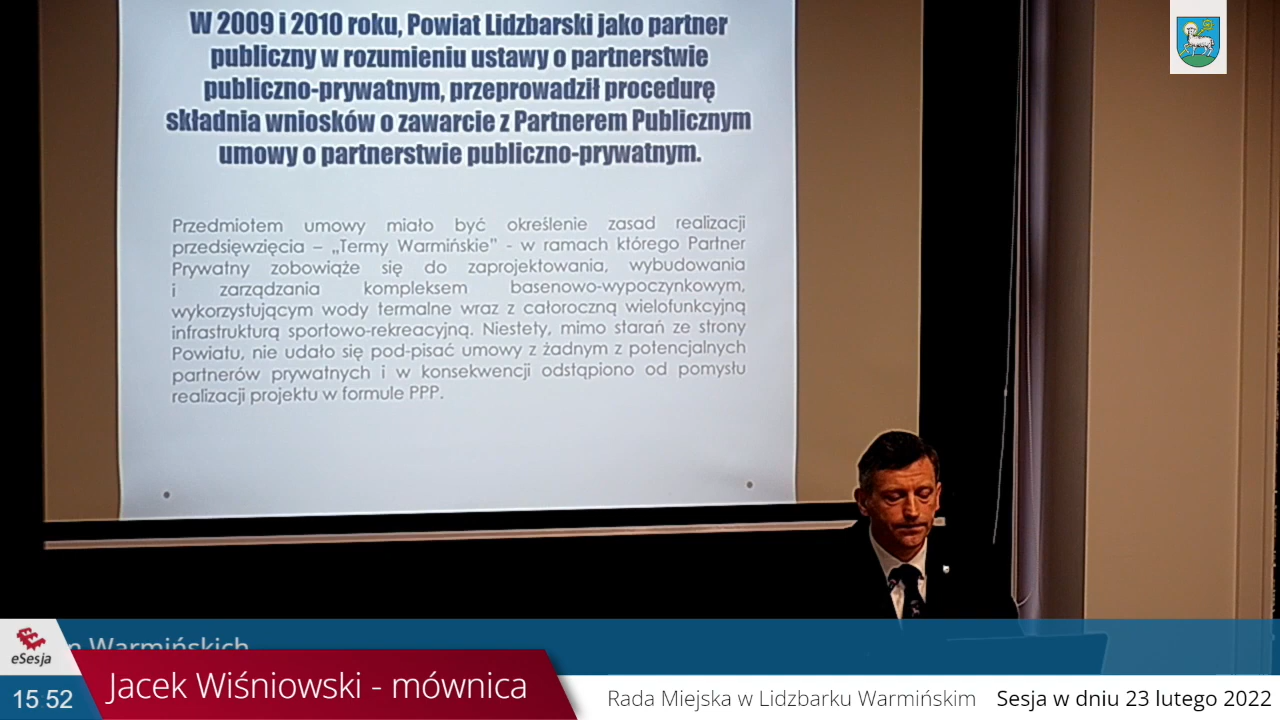 W 2009 i 2010 roku, Powiat Lidzbarski jako partner
publiczny w rozumieniu ustawy o partnerstwie
publiczno-prywatnym, przeprowadził procedurę
składnia wniosków o zawarcie z Partnerem Publicznym
umowy o partnerstwie publiczno-prywatnym.
Przedmiotem umowy miało być określenie zasad realizacji
przedsięwzięcia – „Termy Warmińskie" - w ramach którego Partner
Prywatny zobowiąże się do zaprojektowania, wybudowania
i zarządzania kompleksem basenowo-wypoczynkowym,
wykorzystującym wody termalne wraz z całoroczną wielofunkcyjną
infrastrukturą sportowo-rekreacyjną. Niestety, mimo starań ze strony
Powiatu, nie udało się pod-pisać umowy z żadnym z potencjalnych
partnerów prywatnych i w konsekwencji odstąpiono od pomysłu
realizacji projektu w formule PPP.
Warmińskich
eSesja
Jacek Wiśniowski - mównica
15 52
Rada Miejska w Lidzbarku Warmińskim Sesja w dniu 23 lutego 2022